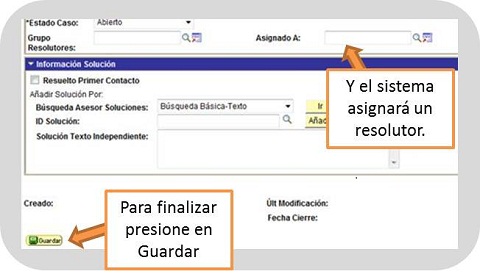 *Estado Caso: Abierto
Grupo Resolutores: Asignado A:
Información Solución
Resuelto Primer Contacto
Añadir Solución Por:
Búsqueda Asesor Soluciones: Búsqueda Básica-Texto Ir
ID Solución:
Solución Texto Independiente:
Y el sistema
asignará un
resolutor.
Creado: Últ Modificación:
Fecha Cierre:
Para finalizar
presione en
Guardar
Guardar